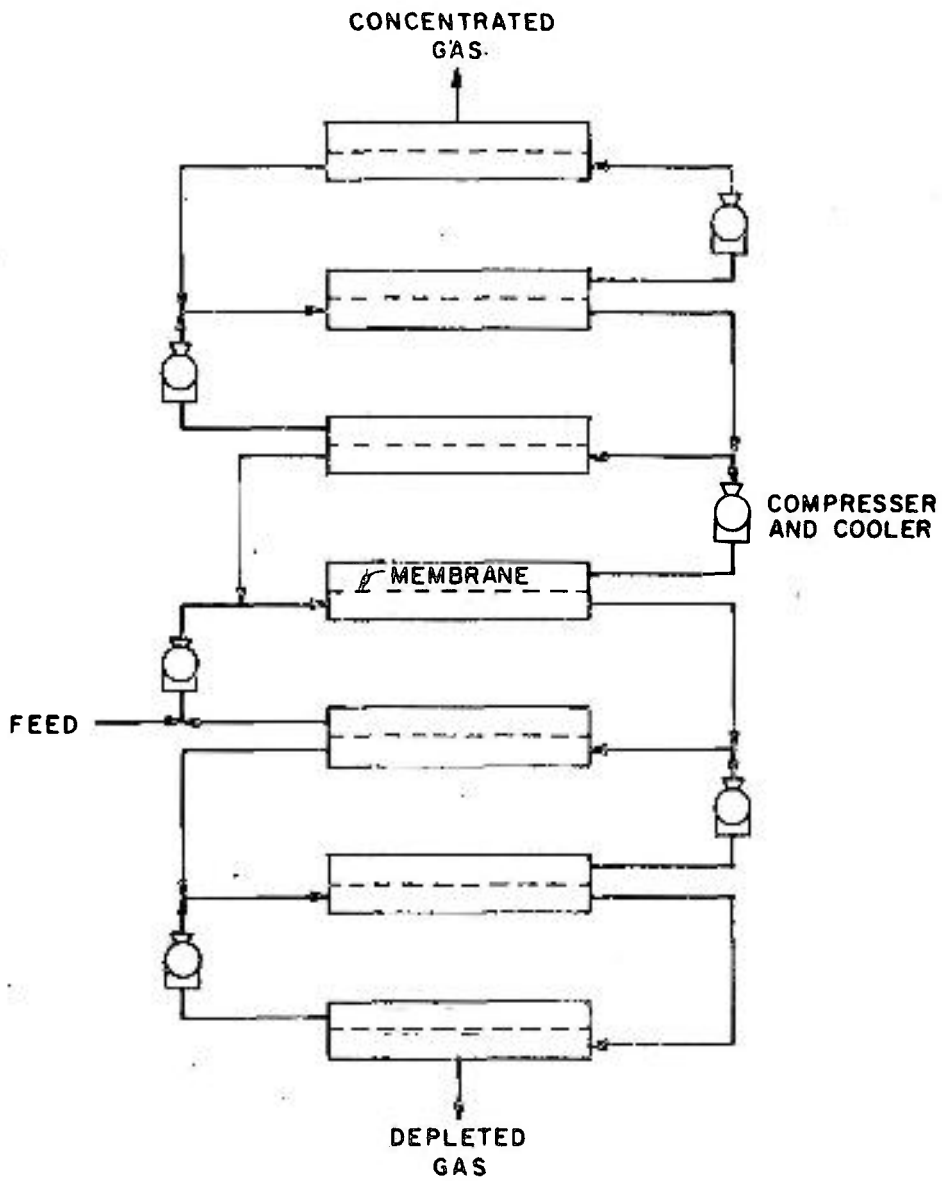 CONCENTRATED
GAS.
COMPRESSER
AND COOLER
MEMBRANE
FEED
DEPLETED
GAS